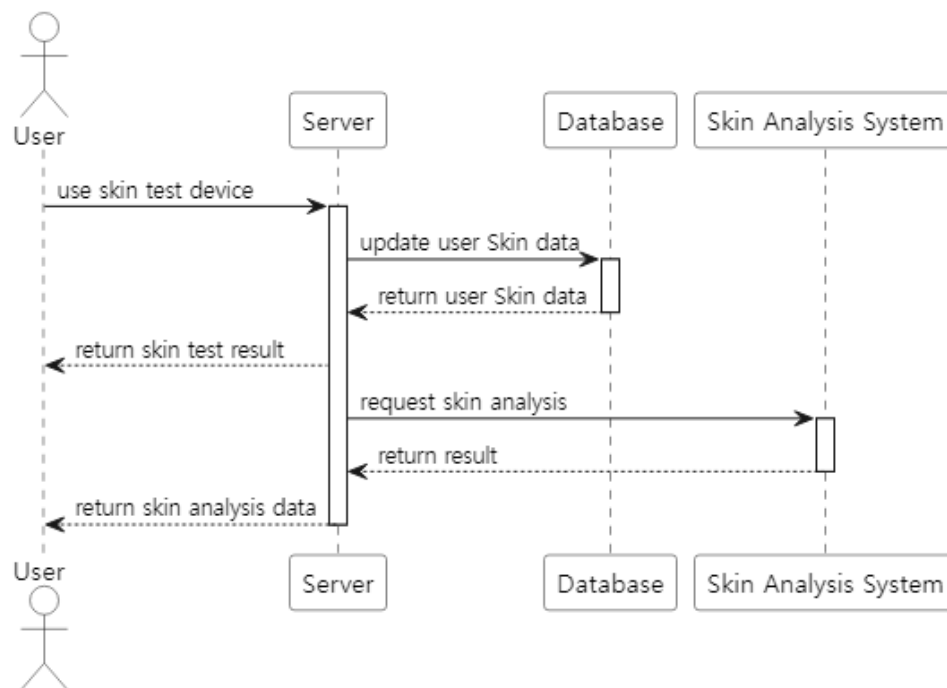 User
Server
Database
Skin Analysis System
use skin test device
update user Skin data
return user Skin data
return skin test result
request skin analysis
return result
return skin analysis data
User
Server
Database
Skin Analysis System